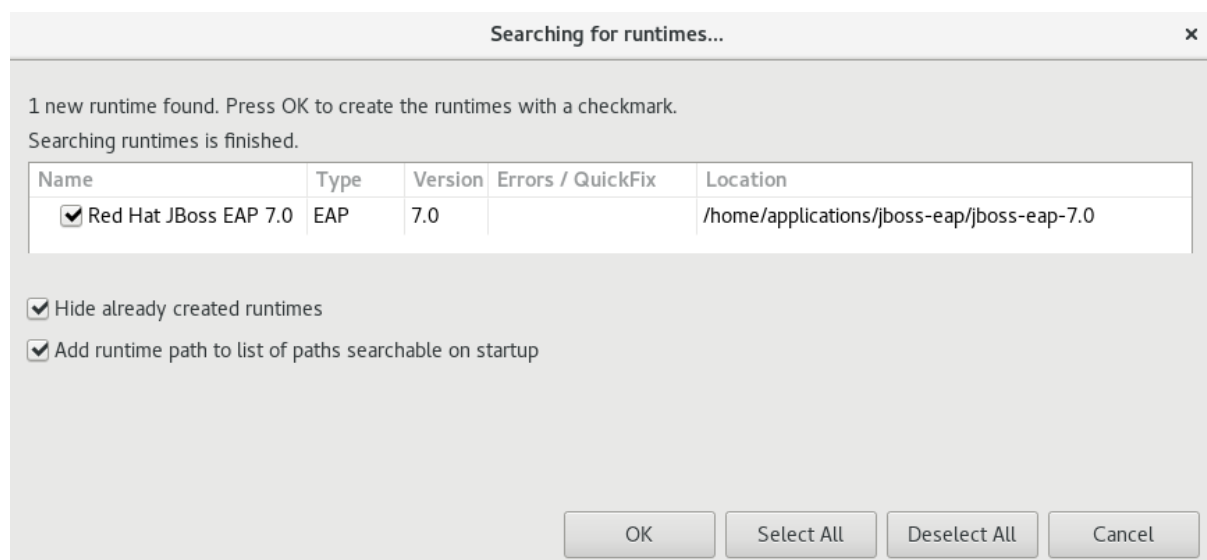 Searching for runtimes... ×
1 new runtime found. Press OK to create the runtimes with a checkmark.
Searching runtimes is finished.
Name Type Version Errors / QuickFix Location
Red Hat JBoss EAP 7.0 EAP 7.0 /home/applications/jboss-eap/jboss-eap-7.0
Hide already created runtimes
Add runtime path to list of paths searchable on startup
OK Select All Deselect All Cancel